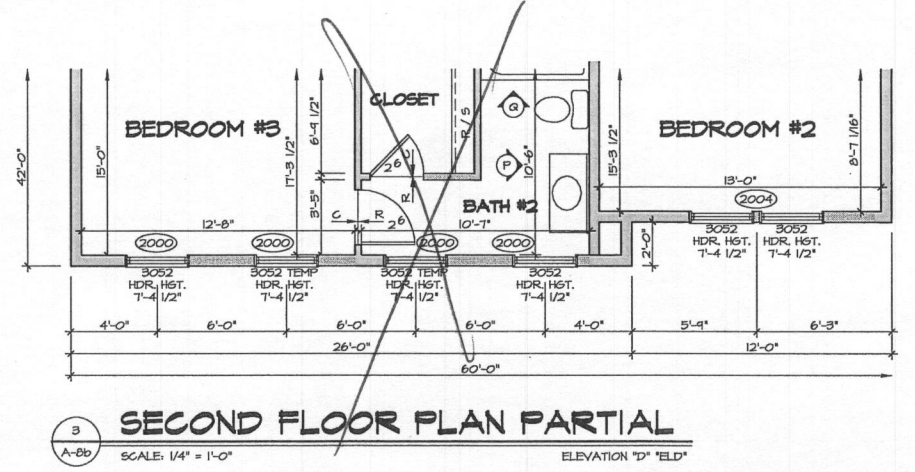 CLOSET
BEDROOM #3
BEDROOM #2
BATH #2
R/S
Q
P
42'-0"
15'-0"
17'-3 1/2"
6'-4 1/2"
3'-5"
10'-6"
15'-3 1/2"
8'-7 1/16"
13'-0"
2004
2 6
C
R
C
R
2 6
12'-8"
10'-7"
2000
2000
2000
2000
2'-0"
3052
HDR. HGT.
7'-4 1/2"
3052 TEMP
HDR. HGT.
7'-4 1/2"
3052 TEMP
HDR. HGT.
7'-4 1/2"
3052
HDR. HGT.
7'-4 1/2"
3052
HDR. HGT.
7'-4 1/2"
3052
HDR. HGT.
7'-4 1/2"
4'-0"
6'-0"
6'-0"
6'-0"
4'-0"
5'-9"
6'-3"
26'-0"
12'-0"
60'-0"
3
A-8b
SECOND FLOOR PLAN PARTIAL
SCALE: 1/4" = 1'-0"
ELEVATION "D" "ELD"